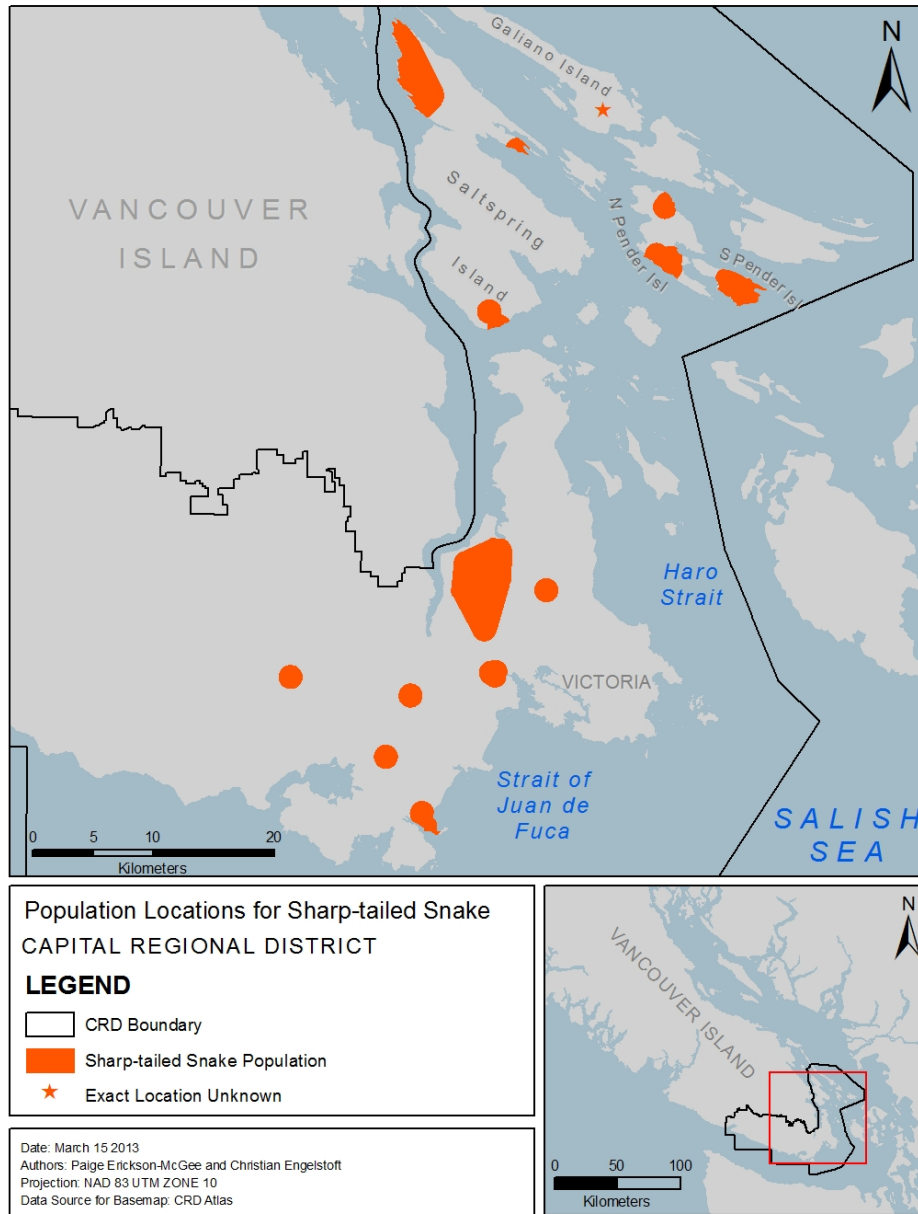 Galiano Island
N
VANCOUVER
ISLAND
Saltspring
Island
N Pender Isl
S Pender Isl
Haro
Strait
VICTORIA
Strait of
Juan de
Fuca
SALISH
SEA
0 5 10 20
Kilometers
Population Locations for Sharp-tailed Snake
CAPITAL REGIONAL DISTRICT
LEGEND
CRD Boundary
Sharp-tailed Snake Population
Exact Location Unknown
Date: March 15 2013
Authors: Paige Erickson-McGee and Christian Engelstoft
Projection: NAD 83 UTM ZONE 10
Data Source for Basemap: CRD Atlas
N
VANCOUVER ISLAND
0 50 100
Kilometers